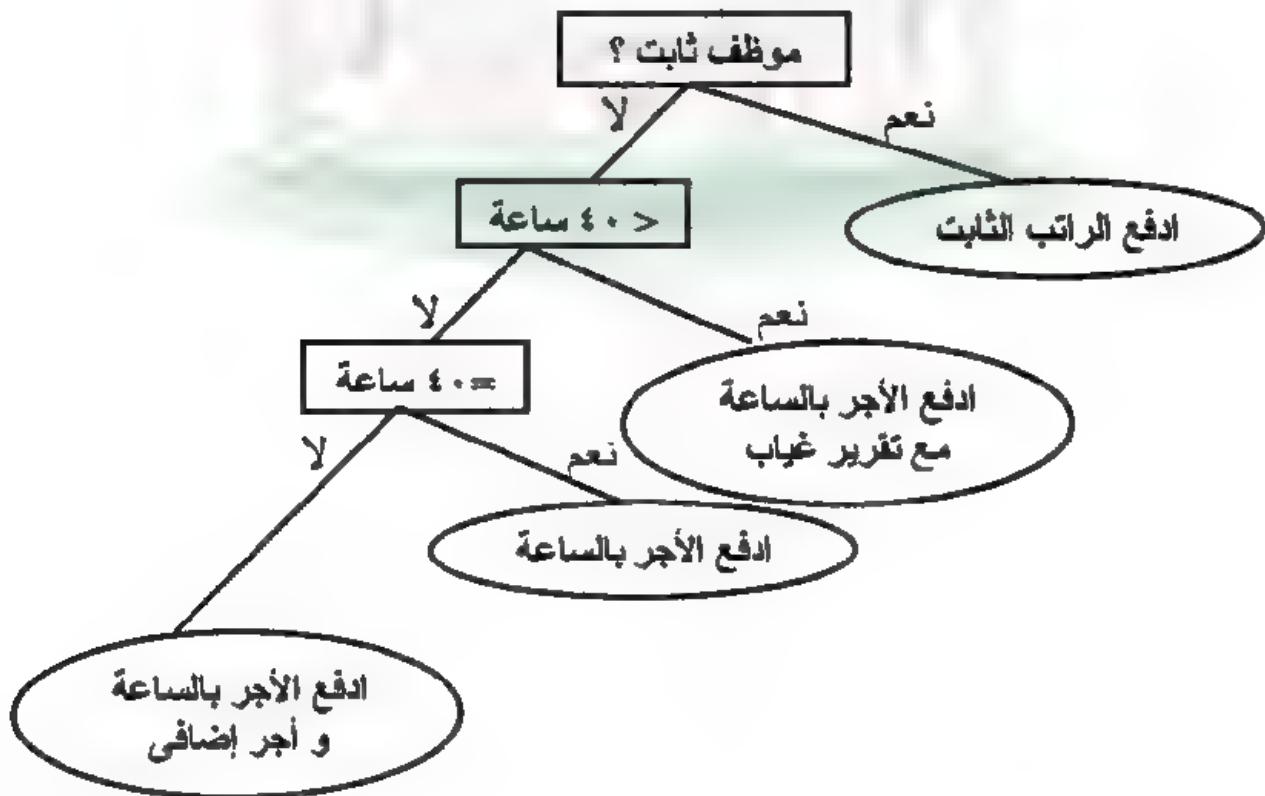 موظف ثابت ؟
لا
نعم
< ٤٠ ساعة
ادفع الراتب الثابت
لا
نعم
=٤٠ ساعة
ادفع الأجر بالساعة
مع تقرير غياب
لا
نعم
ادفع الأجر بالساعة
ادفع الأجر بالساعة
و أجر إضافى